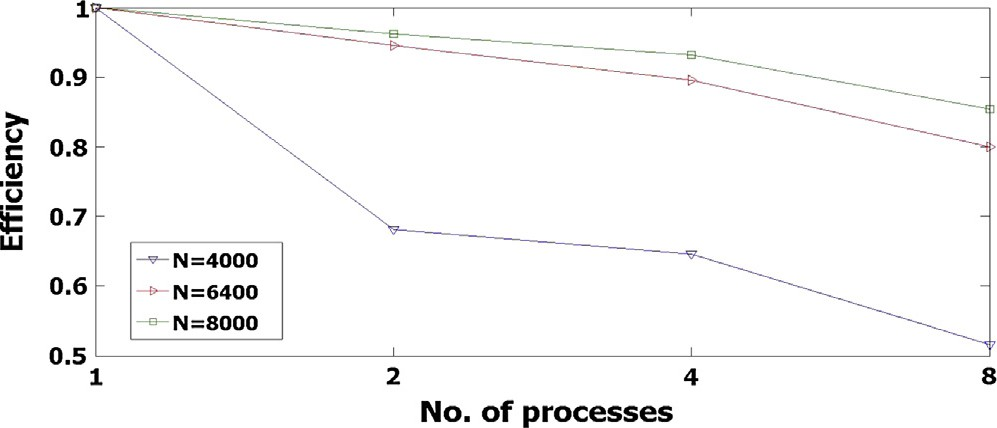 1
0.9
0.8
0.7
0.6
0.5
Efficiency
N=4000
N=6400
N=8000
1 2 4 8
No. of processes